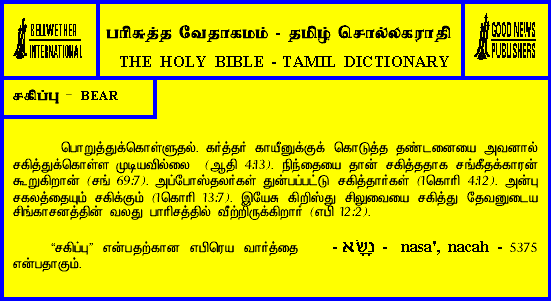 BELLWETHER
INTERNATIONAL
பரிசுத்த வேதாகமம் - தமிழ் சொல்லகராதி
THE HOLY BIBLE - TAMIL DICTIONARY
GOOD NEWS
PUBLISHERS
சகிப்பு - BEAR
பொறுத்துக்கொள்ளுதல். கர்த்தர் காயீனுக்குக் கொடுத்த தண்டனையை அவனால்
சகித்துக்கொள்ள முடியவில்லை (ஆதி 4:13). நிந்தையை தான் சகித்ததாக சங்கீதக்காரன்
கூறுகிறான் (சங் 69:7). அப்போஸ்தலர்கள் துன்பப்பட்டு சகித்தார்கள் (1கொரி 4:12). அன்பு
சகலத்தையும் சகிக்கும் (1கொரி 13:7). இயேசு கிறிஸ்து சிலுவையை சகித்து தேவனுடைய
சிங்காசனத்தின் வலது பாரிசத்தில் வீற்றிருக்கிறார் (எபி 12:2).
“சகிப்பு” என்பதற்கான எபிரெய வார்த்தை - נָשָׂא - nasa', nacah - 5375
என்பதாகும்.